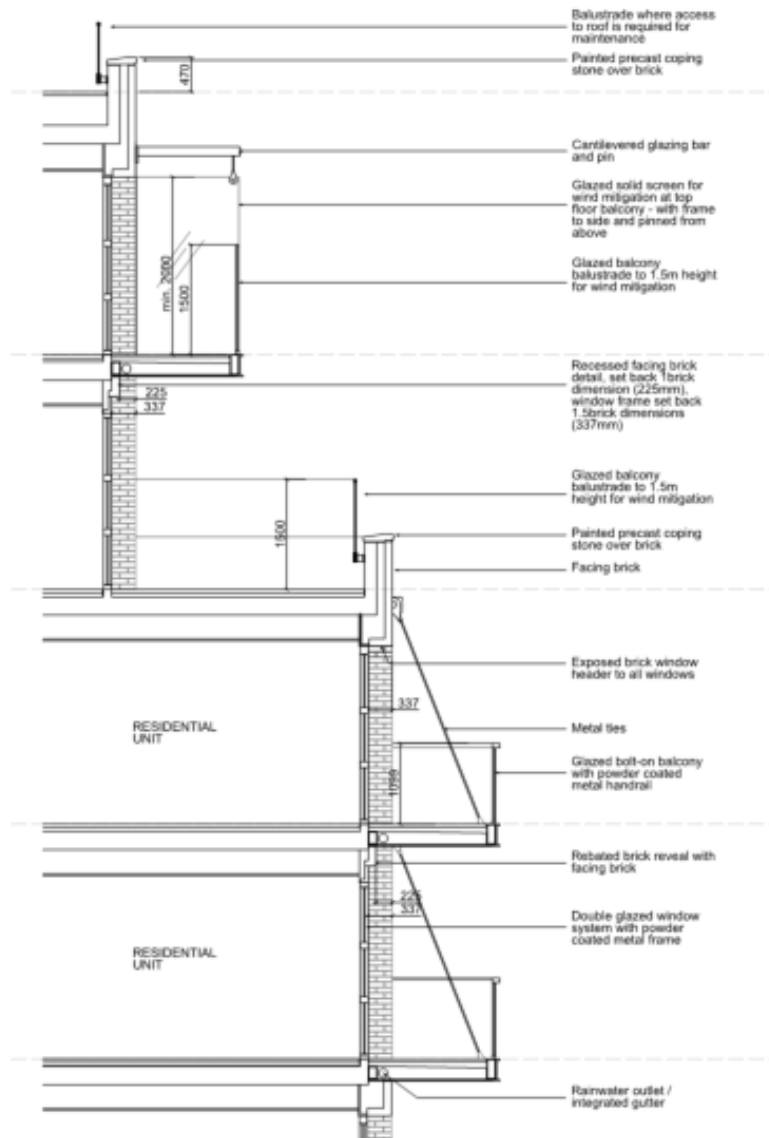 Balustrade where access
to roof is required for
maintenance
Painted precast coping
stone over brick
470
Cantilevered glazing bar
and pin
Glazed solid screen for
wind mitigation at top
floor balcony - with frame
to side and pinned from
above
min. 2000
1500
Glazed balcony
balustrade to 1.5m height
for wind mitigation
Recessed facing brick
detail, set back 1brick
dimension (225mm),
window frame set back
1.5brick dimensions
(337mm)
225
337
Glazed balcony
balustrade to 1.5m
height for wind mitigation
1500
Painted precast coping
stone over brick
Facing brick
Exposed brick window
header to all windows
337
RESIDENTIAL
UNIT
Metal ties
Glazed bolt-on balcony
with powder coated
metal handrail
1099
Rebated brick reveal with
facing brick
225
337
Double glazed window
system with powder
coated metal frame
RESIDENTIAL
UNIT
Rainwater outlet /
integrated gutter